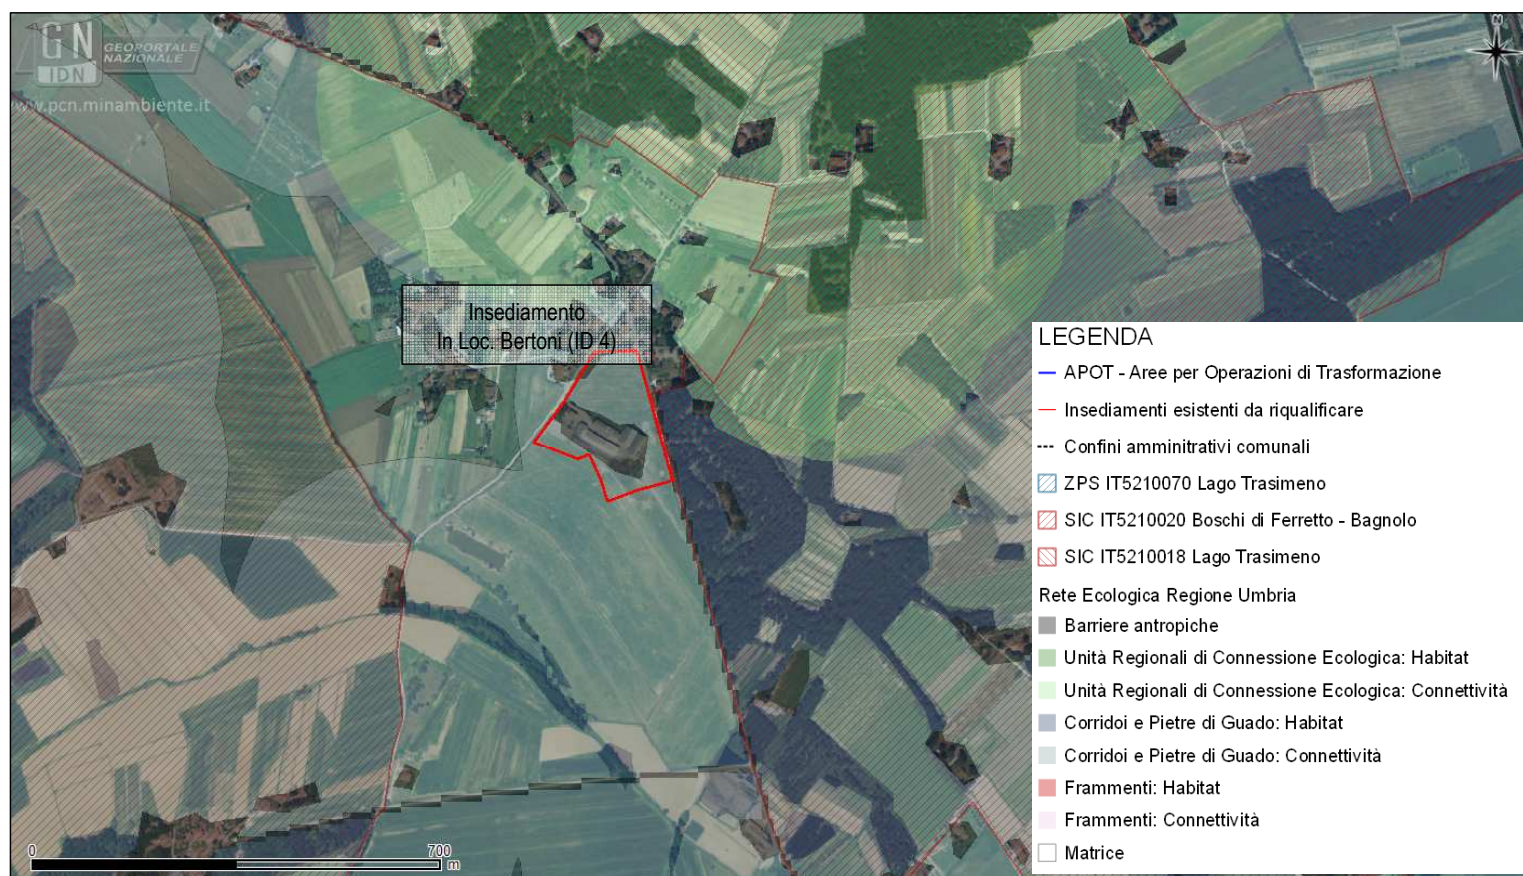 GN
IDN
GEOPORTALE
NAZIONALE
www.pcn.minambiente.it
Insediamento
In Loc. Bertoni (ID 4)
LEGENDA
APOT - Aree per Operazioni di Trasformazione
Insediamenti esistenti da riqualificare
Confini amminitrativi comunali
ZPS IT5210070 Lago Trasimeno
SIC IT5210020 Boschi di Ferretto - Bagnolo
SIC IT5210018 Lago Trasimeno
Rete Ecologica Regione Umbria
Barriere antropiche
Unità Regionali di Connessione Ecologica: Habitat
Unità Regionali di Connessione Ecologica: Connettività
Corridoi e Pietre di Guado: Habitat
Corridoi e Pietre di Guado: Connettività
Frammenti: Habitat
Frammenti: Connettività
Matrice
0 700
m